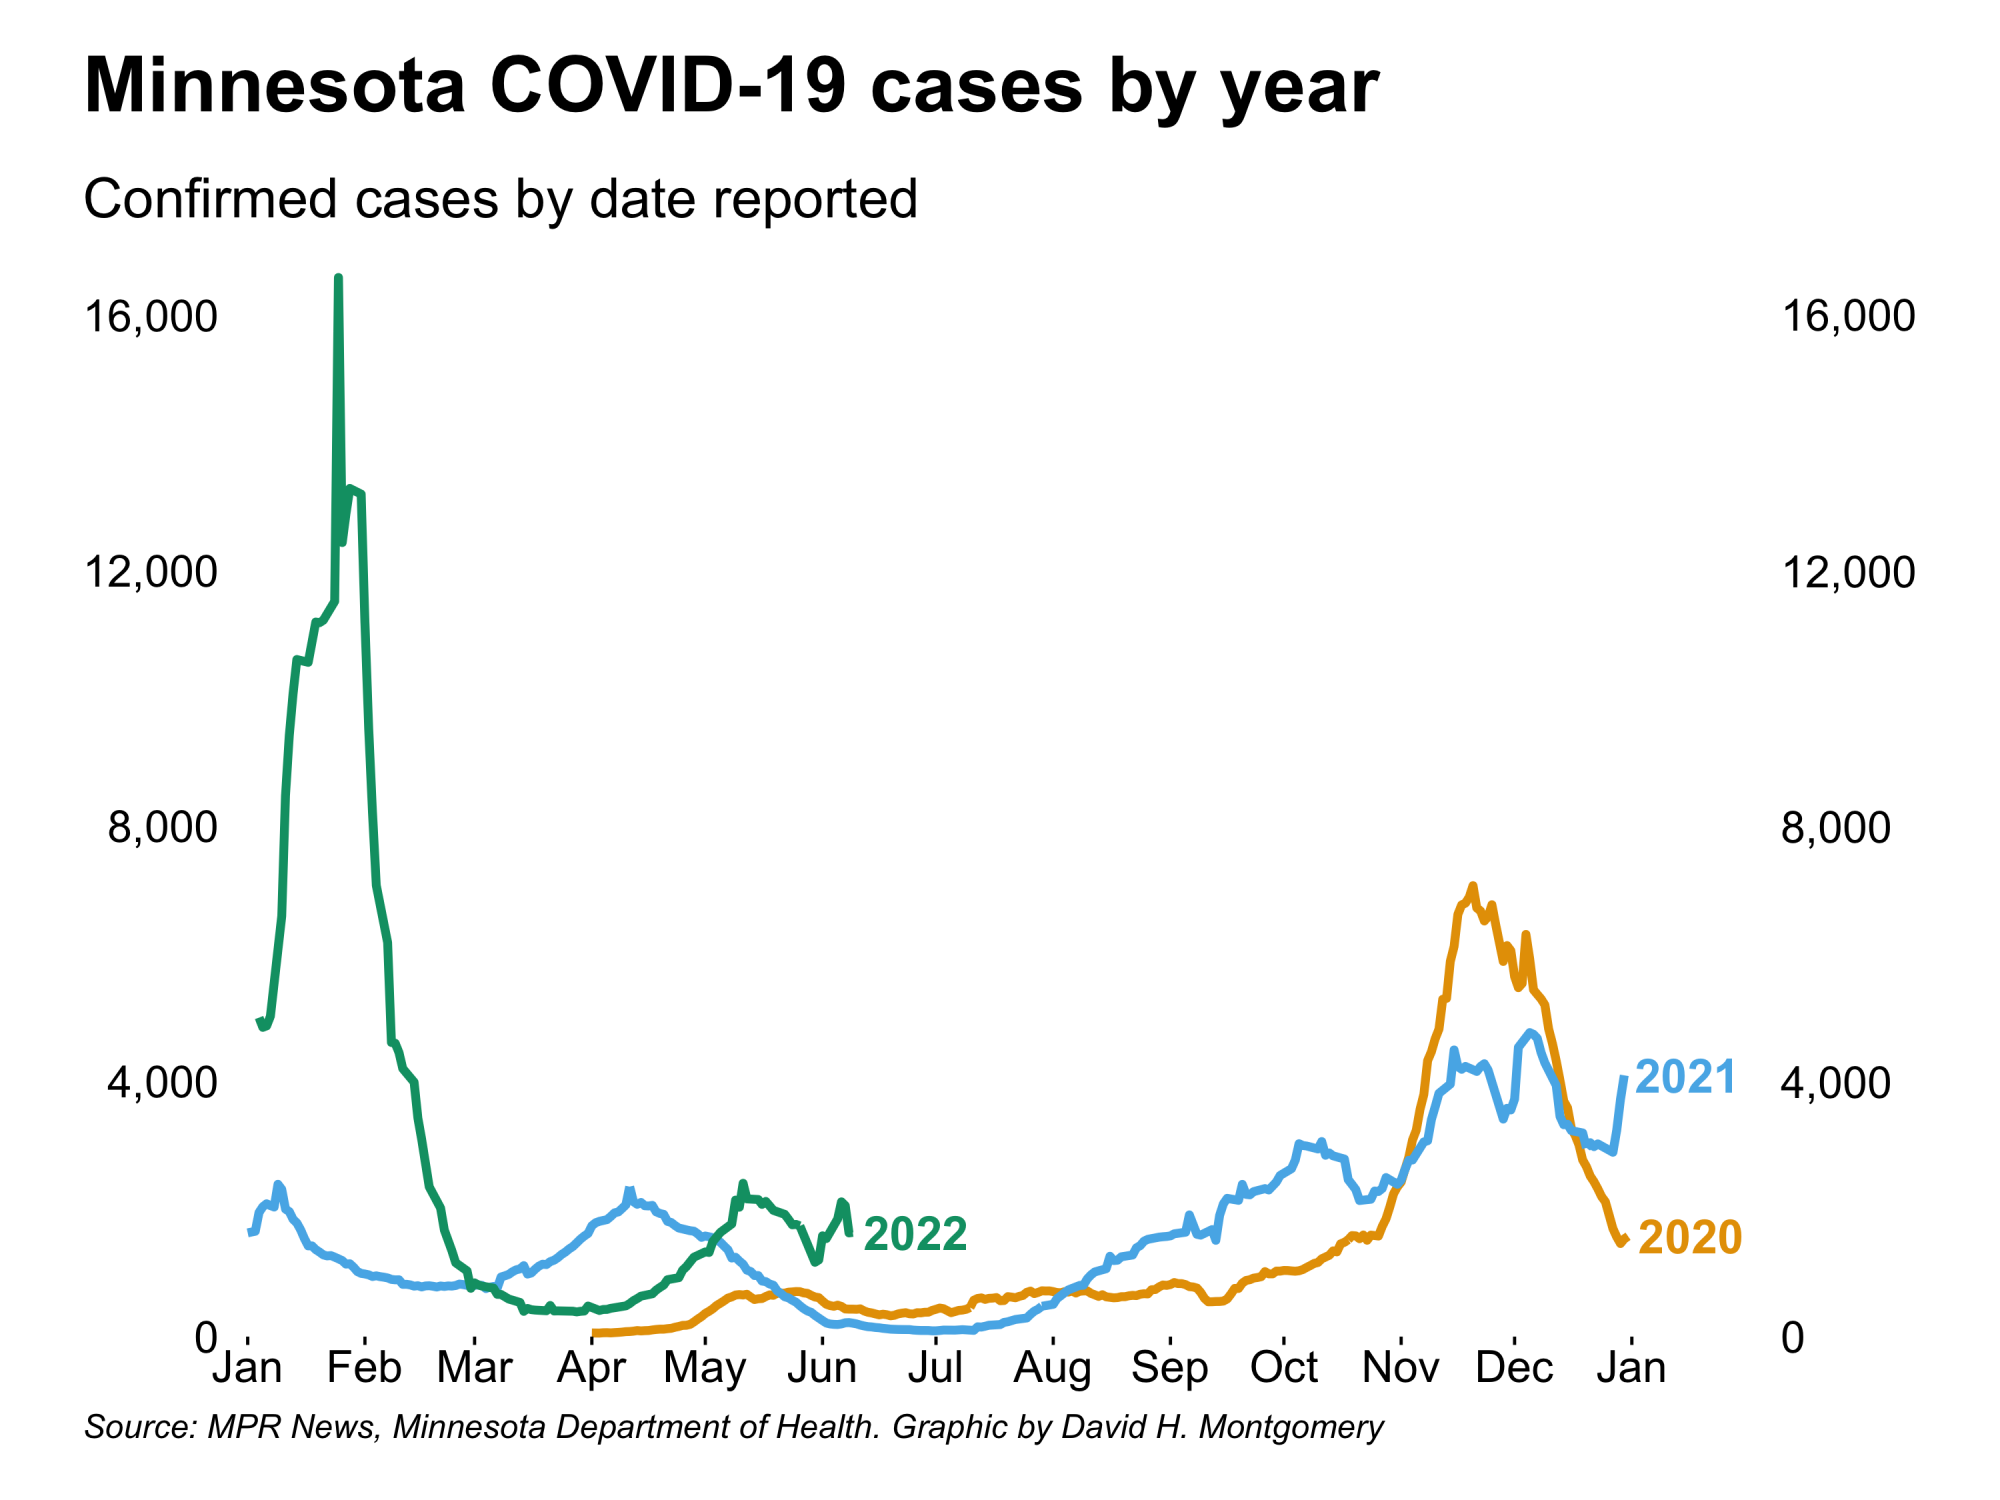 Minnesota COVID-19 cases by year
Confirmed cases by date reported
16,000 16,000
12,000 12,000
8,000 8,000
4,000 2021 4,000
2022 2020
0 0
Jan Feb Mar Apr May Jun Jul Aug Sep Oct Nov Dec Jan
Source: MPR News, Minnesota Department of Health. Graphic by David H. Montgomery